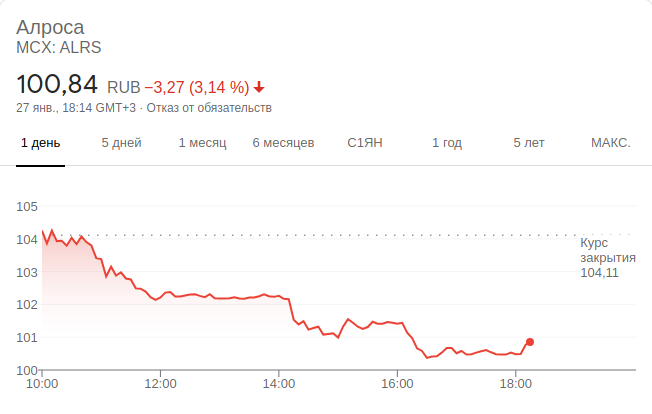 Алроса
MCX: ALRS
100,84 RUB −3,27 (3,14 %)
27 янв., 18:14 GMT+3 · Отказ от обязательств
1 день 5 дней 1 месяц 6 месяцев С1ЯН 1 год 5 лет МАКС.
105
104
103
102
101
100
Курс
закрытия
104,11
10:00 12:00 14:00 16:00 18:00